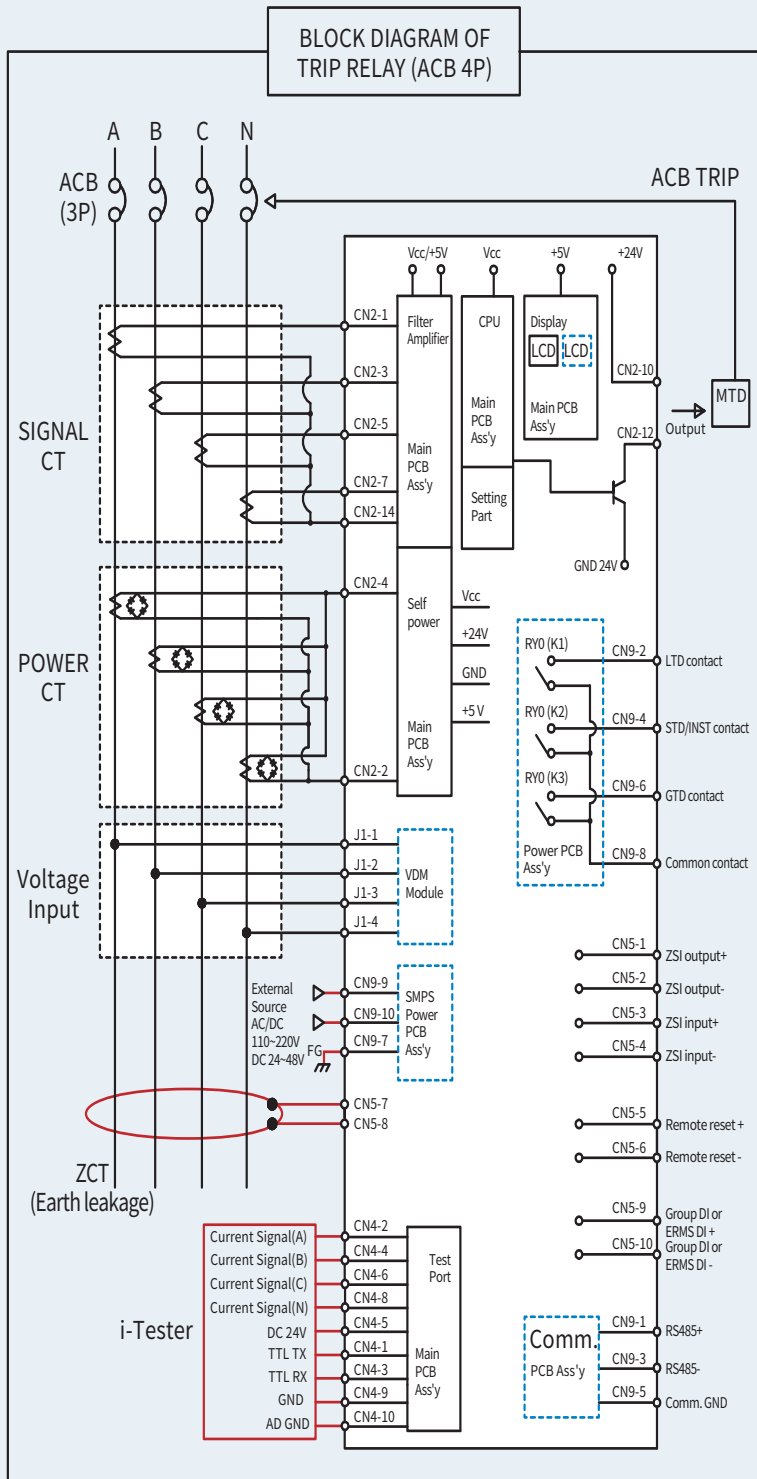 BLOCK DIAGRAM OF
TRIP RELAY (ACB 4P)
A
B
C
N
ACB
(3P)
ACB TRIP
Vcc/+5V
Vcc
+5V
+24V
CN2-1
Filter
Amplifier
CPU
Display
LCD
LCD
CN2-3
CN2-10
MTD
Main
PCB
Ass'y
Main PCB
Ass'y
Output
SIGNAL
CT
CN2-5
CN2-12
Main
PCB
Ass'y
CN2-7
Setting
Part
CN2-14
GND 24V
CN2-4
Self
power
Vcc
+24V
GND
+5 V
POWER
CT
Main
PCB
Ass'y
CN2-2
RY0 (K1)
CN9-2
LTD contact
RY0 (K2)
CN9-4
STD/INST contact
RY0 (K3)
CN9-6
GTD contact
Power PCB
Ass'y
CN9-8
Common contact
Voltage
Input
J1-1
J1-2
J1-3
J1-4
VDM
Module
CN5-1
ZSI output+
CN5-2
ZSI output-
CN5-3
ZSI input+
CN5-4
ZSI input-
External
Source
AC/DC
110~220V
DC 24~48V
FG
CN9-9
CN9-10
CN9-7
SMPS
Power
PCB
Ass'y
CN5-7
CN5-8
CN5-5
Remote reset +
CN5-6
Remote reset -
ZCT
(Earth leakage)
CN5-9
Group DI or
ERMS DI +
CN5-10
Group DI or
ERMS DI -
i-Tester
Current Signal(A)
CN4-2
Current Signal(B)
CN4-4
Current Signal(C)
CN4-6
Current Signal(N)
CN4-8
DC 24V
CN4-5
TTL TX
CN4-1
TTL RX
CN4-3
GND
CN4-9
AD GND
CN4-10
Test
Port
Main
PCB
Ass'y
Comm.
PCB Ass'y
CN9-1
RS485+
CN9-3
RS485-
CN9-5
Comm. GND